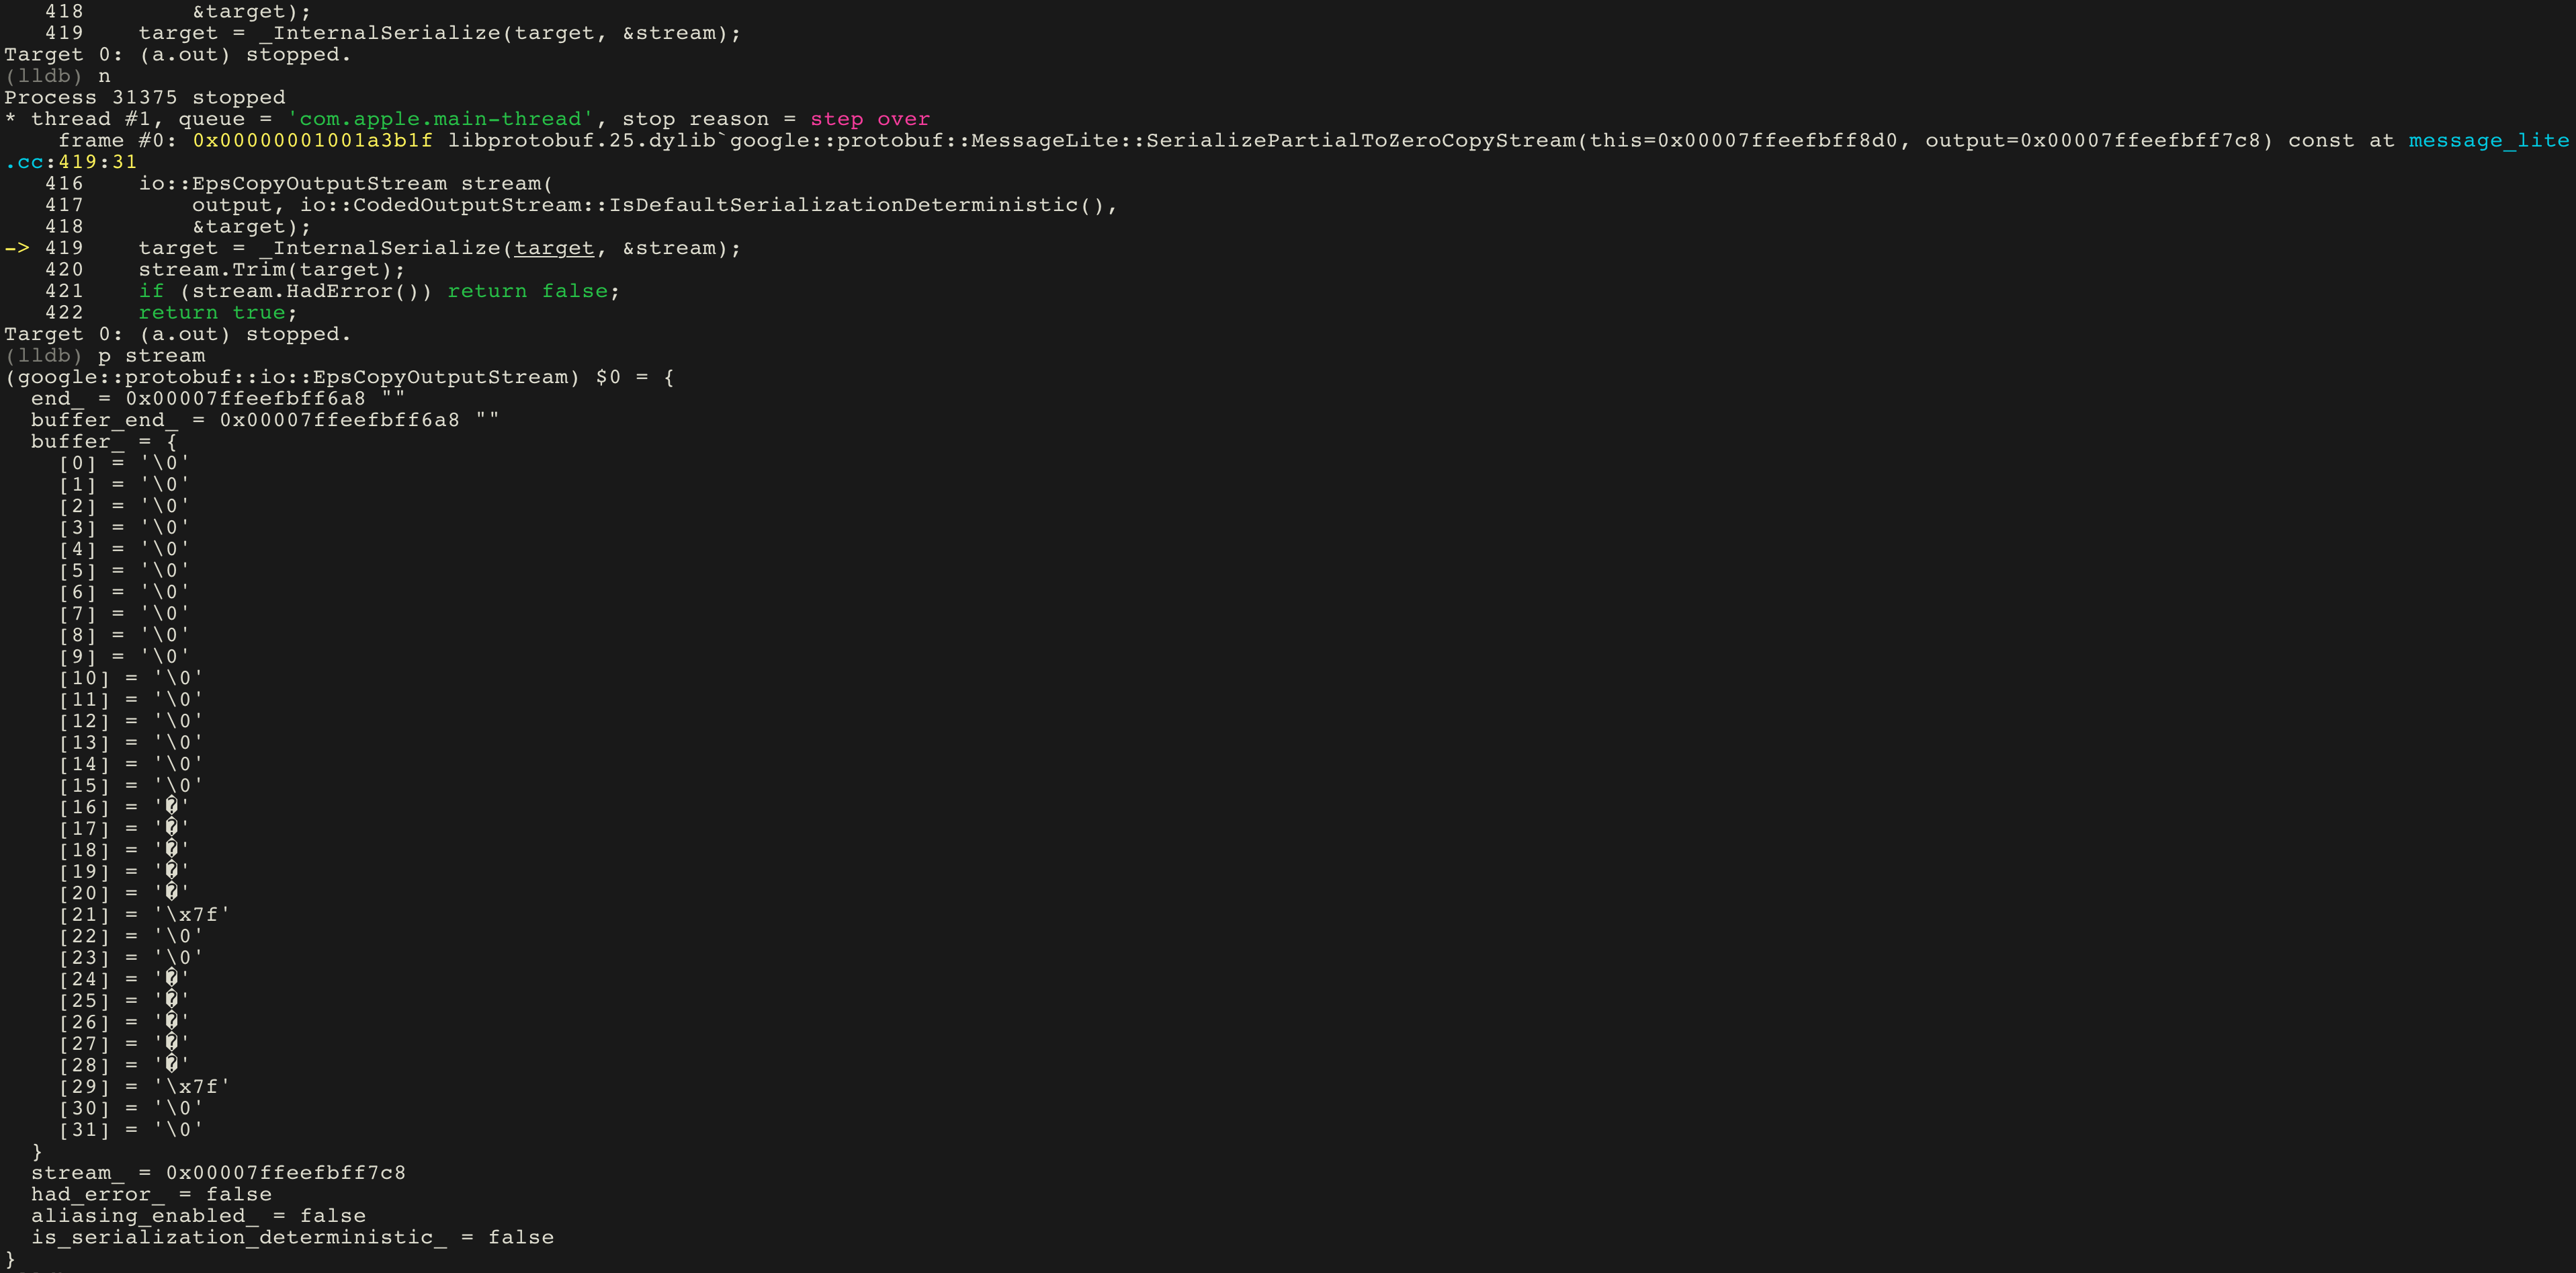 418        &target);
419    target = _InternalSerialize(target, &stream);
Target 0: (a.out) stopped.
(lldb) n
Process 31375 stopped
* thread #1, queue = 'com.apple.main-thread', stop reason = step over
    frame #0: 0x00000001001a3b1f libprotobuf.25.dylib`google::protobuf::MessageLite::SerializePartialToZeroCopyStream(this=0x00007ffeefbff8d0, output=0x00007ffeefbff7c8) const at message_lite
.cc:419:31
   416    io::EpsCopyOutputStream stream(
   417        output, io::CodedOutputStream::IsDefaultSerializationDeterministic(),
   418        &target);
-> 419    target = _InternalSerialize(target, &stream);
   420    stream.Trim(target);
   421    if (stream.HadError()) return false;
   422    return true;
Target 0: (a.out) stopped.
(lldb) p stream
(google::protobuf::io::EpsCopyOutputStream) $0 = {
  end_ = 0x00007ffeefbff6a8 ""
  buffer_end_ = 0x00007ffeefbff6a8 ""
  buffer_ = {
    [0] = '\0'
    [1] = '\0'
    [2] = '\0'
    [3] = '\0'
    [4] = '\0'
    [5] = '\0'
    [6] = '\0'
    [7] = '\0'
    [8] = '\0'
    [9] = '\0'
    [10] = '\0'
    [11] = '\0'
    [12] = '\0'
    [13] = '\0'
    [14] = '\0'
    [15] = '\0'
    [16] = '�'
    [17] = '�'
    [18] = '�'
    [19] = '�'
    [20] = '�'
    [21] = '\x7f'
    [22] = '\0'
    [23] = '\0'
    [24] = '�'
    [25] = '�'
    [26] = '�'
    [27] = '�'
    [28] = '�'
    [29] = '\x7f'
    [30] = '\0'
    [31] = '\0'
  }
  stream_ = 0x00007ffeefbff7c8
  had_error_ = false
  aliasing_enabled_ = false
  is_serialization_deterministic_ = false
}